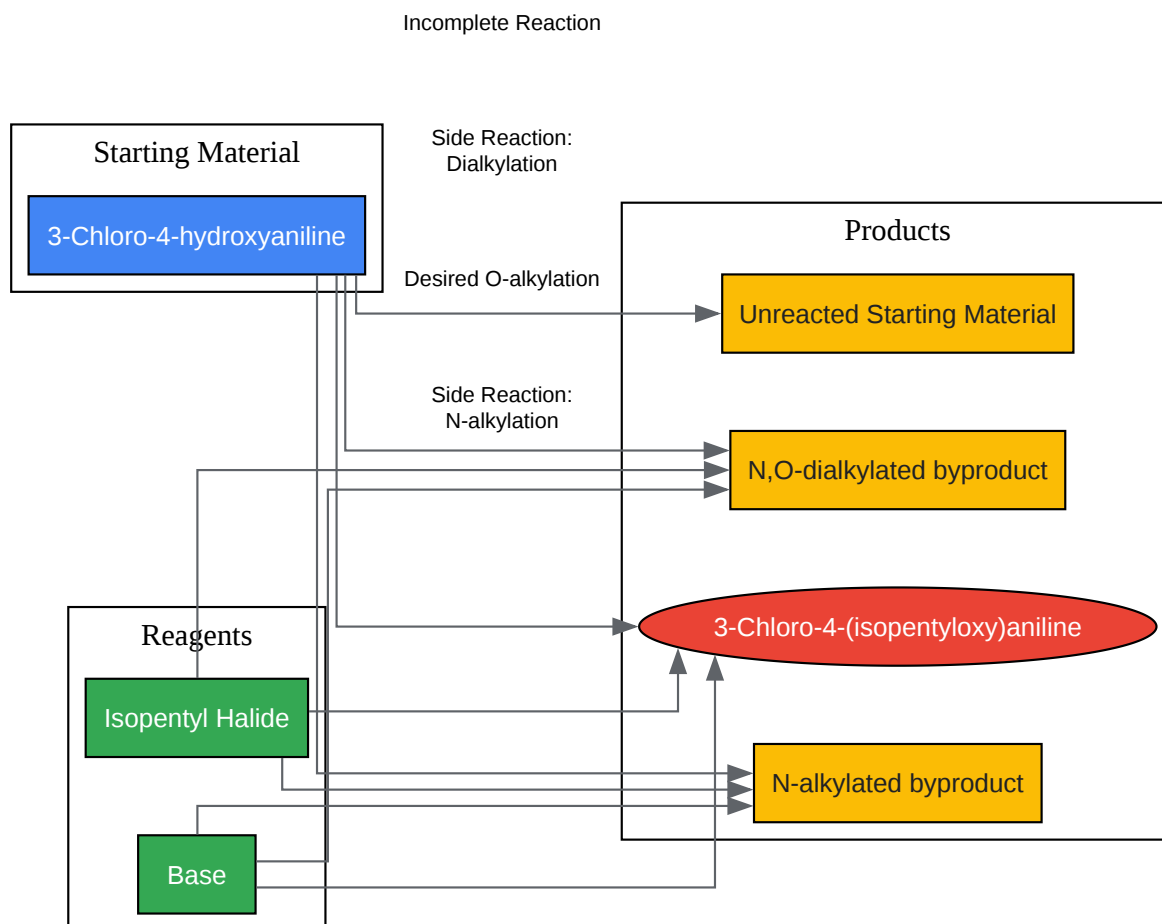 Incomplete Reaction
Starting Material
3-Chloro-4-hydroxyaniline
Side Reaction:
Dialkylation
Desired O-alkylation
Side Reaction:
N-alkylation
Products
Unreacted Starting Material
N,O-dialkylated byproduct
3-Chloro-4-(isopentyloxy)aniline
N-alkylated byproduct
Reagents
Isopentyl Halide
Base